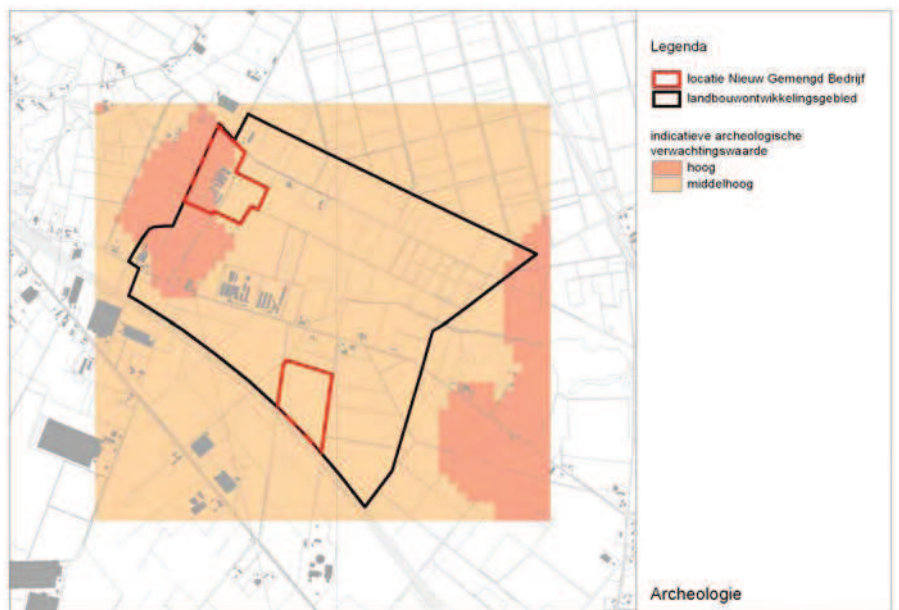 Legenda
locatie Nieuw Gemengd Bedrijf
landbouwontwikkelingsgebied
indicatieve archeologische
verwachtingswaarde
hoog
middelhoog
Archeologie